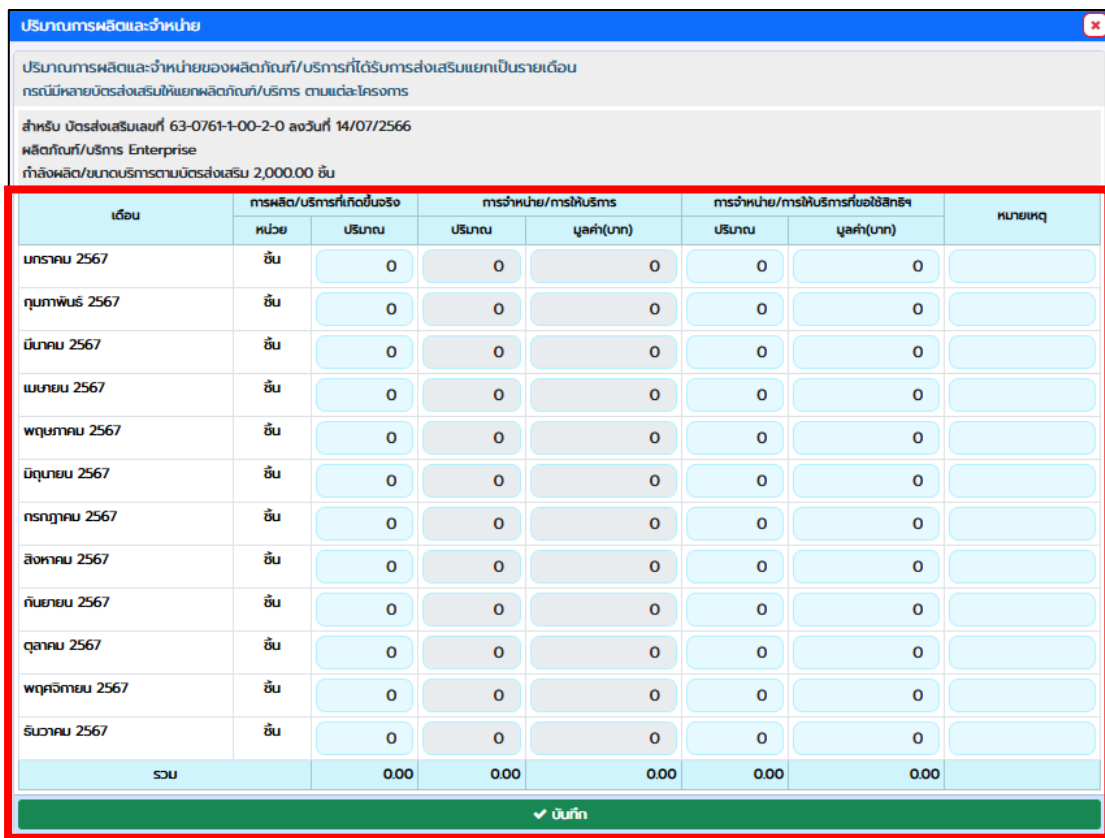 ปริมาณการผลิตและจำหน่าย
ปริมาณการผลิตและจำหน่ายของผลิตภัณฑ์/บริการที่ได้รับการส่งเสริมแยกเป็นรายเดือน
กรณีมีหลายบัตรส่งเสริมให้แยกผลิตภัณฑ์/บริการ ตามแต่ละโครงการ
สำหรับ บัตรส่งเสริมเลขที่ 63-0761-1-00-2-0 ลงวันที่ 14/07/2566
ผลิตภัณฑ์/บริการ Enterprise
กำลังผลิต/ขนาดบริการตามบัตรส่งเสริม 2,000.00 ชิ้น
เดือน การผลิต/บริการที่เกิดขึ้นจริง การจำหน่าย/การให้บริการ การจำหน่าย/การให้บริการที่ขอใช้สิทธิฯ หมายเหตุ
หน่วย ปริมาณ ปริมาณ มูลค่า(บาท) ปริมาณ มูลค่า(บาท)
มกราคม 2567 ชิ้น 0 0 0 0 0
กุมภาพันธ์ 2567 ชิ้น 0 0 0 0 0
มีนาคม 2567 ชิ้น 0 0 0 0 0
เมษายน 2567 ชิ้น 0 0 0 0 0
พฤษภาคม 2567 ชิ้น 0 0 0 0 0
มิถุนายน 2567 ชิ้น 0 0 0 0 0
กรกฎาคม 2567 ชิ้น 0 0 0 0 0
สิงหาคม 2567 ชิ้น 0 0 0 0 0
กันยายน 2567 ชิ้น 0 0 0 0 0
ตุลาคม 2567 ชิ้น 0 0 0 0 0
พฤศจิกายน 2567 ชิ้น 0 0 0 0 0
ธันวาคม 2567 ชิ้น 0 0 0 0 0
รวม 0.00 0.00 0.00 0.00 0.00
บันทึก